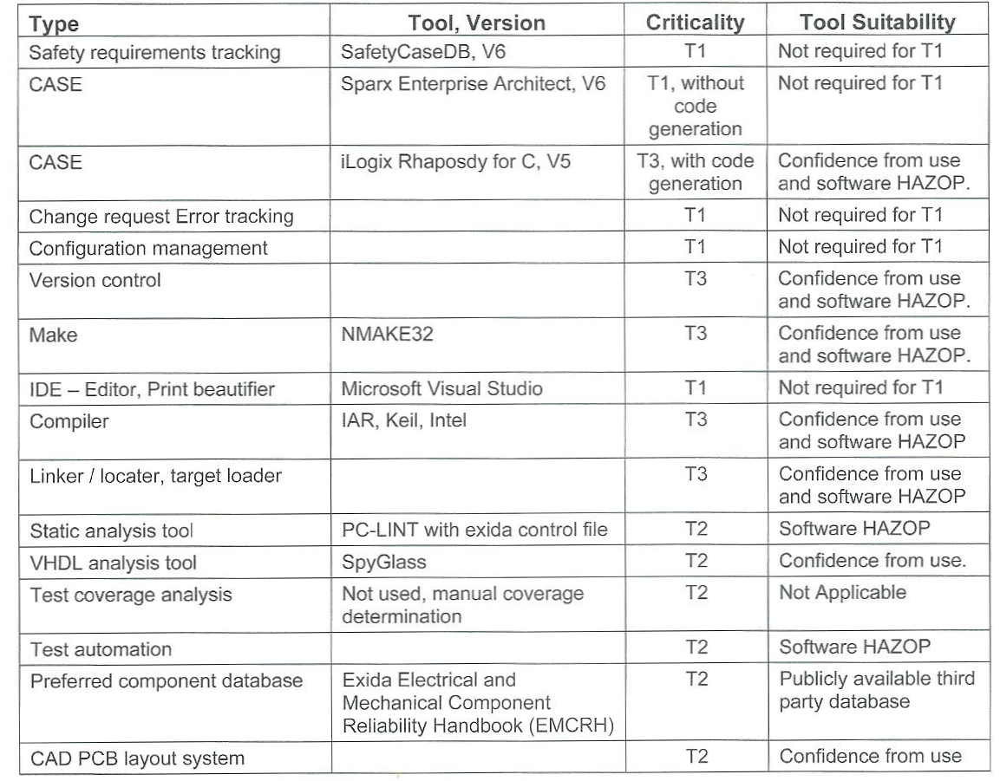 Type Tool, Version Criticality Tool Suitability
Safety requirements tracking SafetyCaseDB, V6 T1 Not required for T1
CASE Sparx Enterprise Architect, V6 T1, without Not required for T1
code
generation
CASE iLogix Rhaposdy for C, V5 T3, with code Confidence from use
generation and software HAZOP.
Change request Error tracking T1 Not required for T1
Configuration management T1 Not required for T1
Version control T3 Confidence from use
and software HAZOP.
Make NMAKE32 T3 Confidence from use
and software HAZOP.
IDE – Editor, Print beautifier Microsoft Visual Studio T1 Not required for T1
Compiler IAR, Keil, Intel T3 Confidence from use
and software HAZOP
Linker / locater, target loader T3 Confidence from use
and software HAZOP
Static analysis tool PC-LINT with exida control file T2 Software HAZOP
VHDL analysis tool SpyGlass T2 Confidence from use.
Test coverage analysis Not used, manual coverage T2 Not Applicable
determination
Test automation T2 Software HAZOP
Preferred component database Exida Electrical and T2 Publicly available third
Mechanical Component party database
Reliability Handbook (EMCRH)
CAD PCB layout system T2 Confidence from use